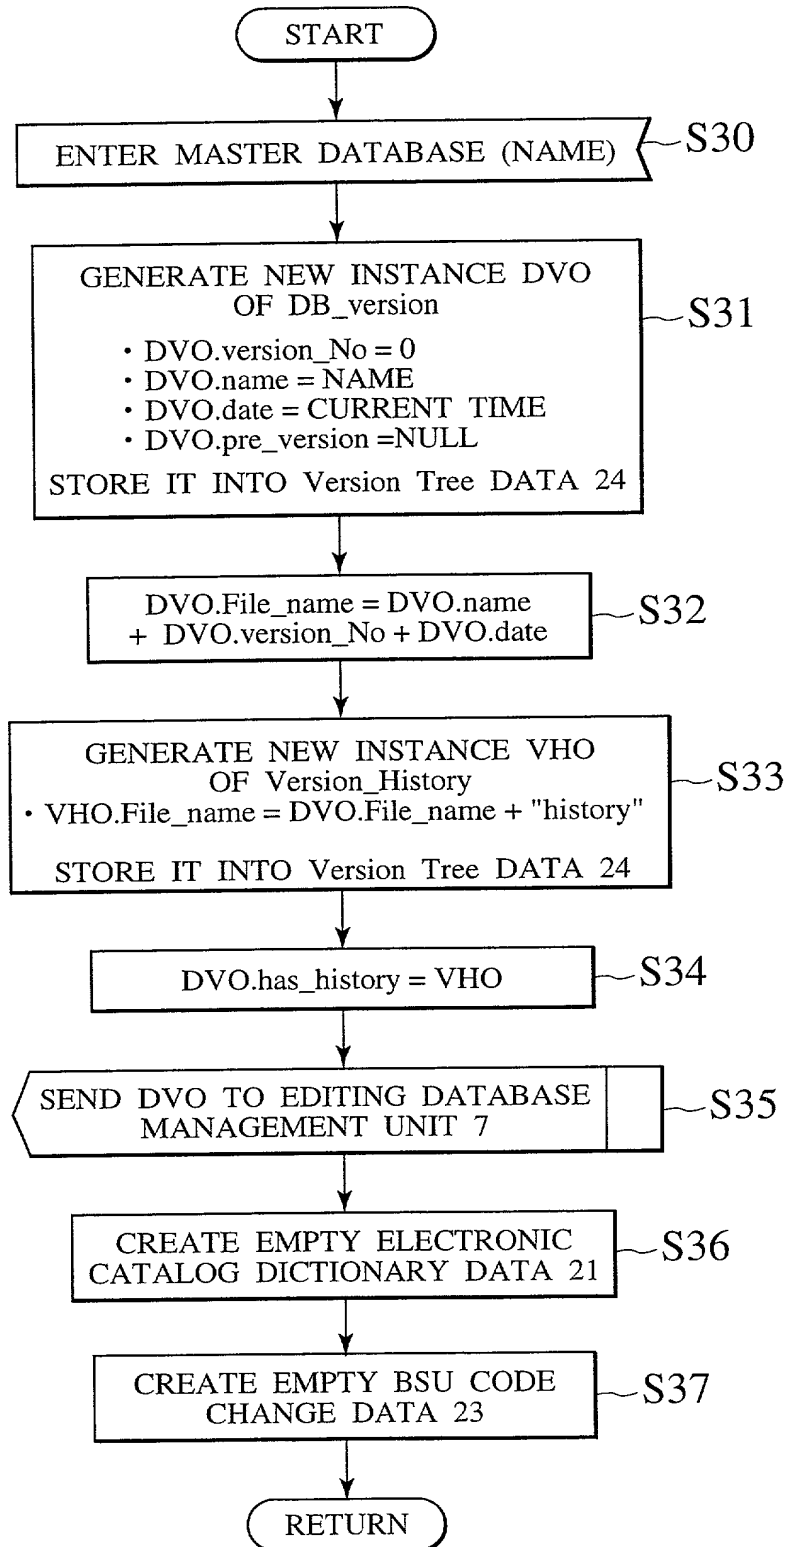 START
ENTER MASTER DATABASE (NAME)
S30
GENERATE NEW INSTANCE DVO
OF DB_version
· DVO.version_No = 0
· DVO.name = NAME
· DVO.date = CURRENT TIME
· DVO.pre_version =NULL
STORE IT INTO Version Tree DATA 24
S31
DVO.File_name = DVO.name
+ DVO.version_No + DVO.date
S32
GENERATE NEW INSTANCE VHO
OF Version_History
· VHO.File_name = DVO.File_name + "history"
STORE IT INTO Version Tree DATA 24
S33
DVO.has_history = VHO
S34
SEND DVO TO EDITING DATABASE
MANAGEMENT UNIT 7
S35
CREATE EMPTY ELECTRONIC
CATALOG DICTIONARY DATA 21
S36
CREATE EMPTY BSU CODE
CHANGE DATA 23
S37
RETURN